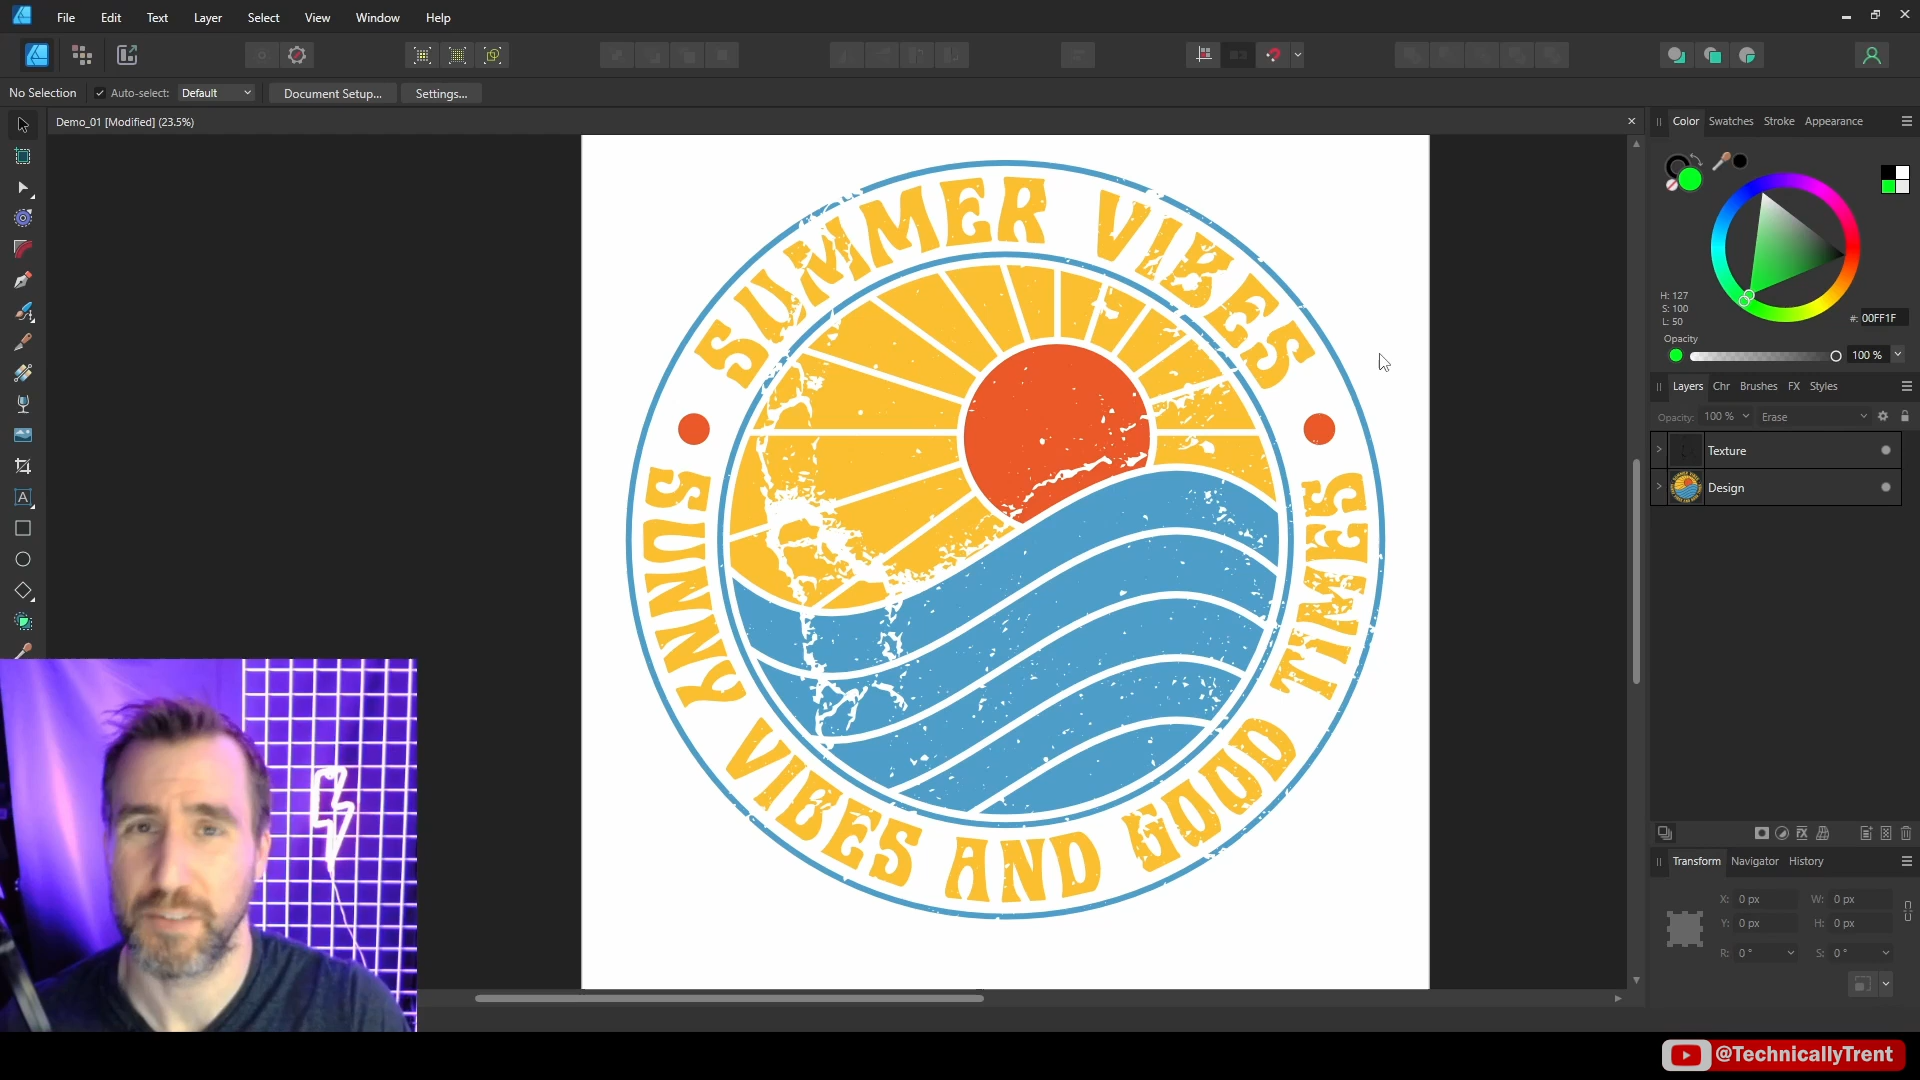 File Edit Text Layer Select View Window Help
No Selection Auto-select: Default Document Setup... Settings...
Demo_01 [Modified] (23.5%)
Color Swatches Stroke Appearance
H: 127
S: 100
L: 50
#: 00FF1F
Opacity
100 %
Layers Chr Brushes FX Styles
Opacity: 100 % Erase
Texture
Design
Transform Navigator History
X: 0 px W: 0 px
Y: 0 px H: 0 px
R: 0 ° S: 0 °
SUMMER VIBES
SUNNY VIBES AND GOOD TIMES
@TechnicallyTrent